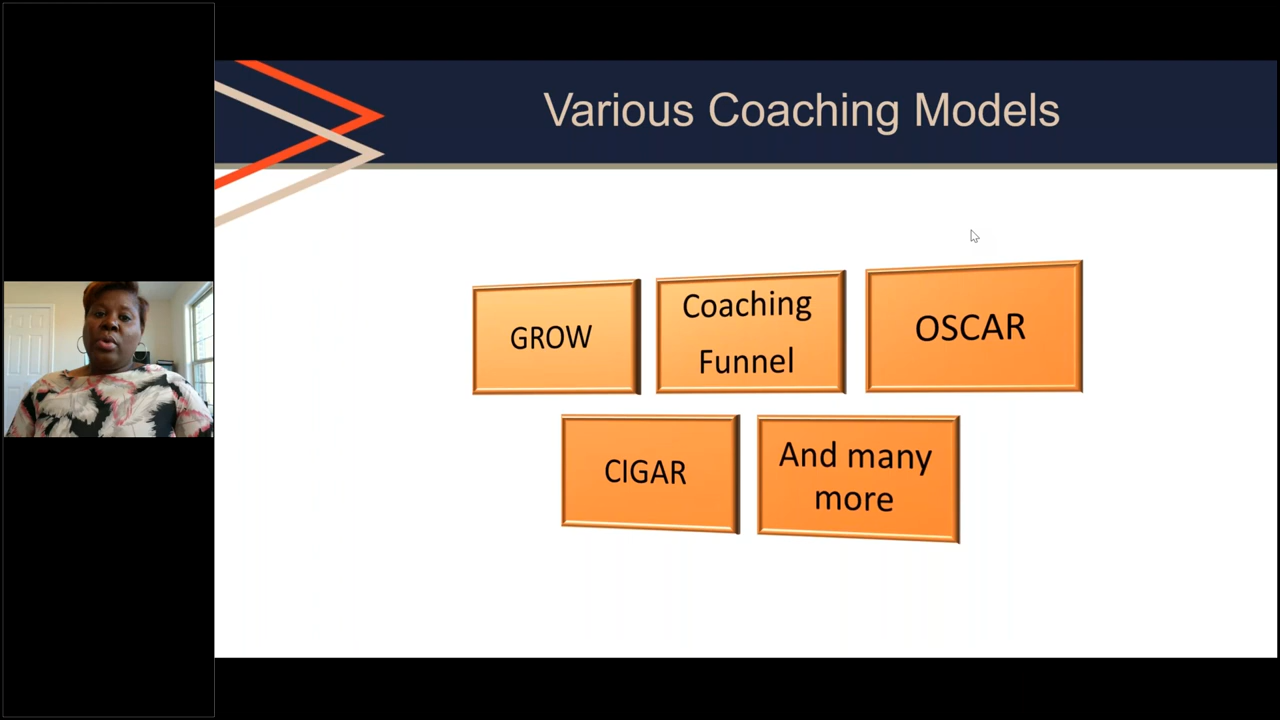 Various Coaching Models
GROW
Coaching
Funnel
OSCAR
CIGAR
And many
more